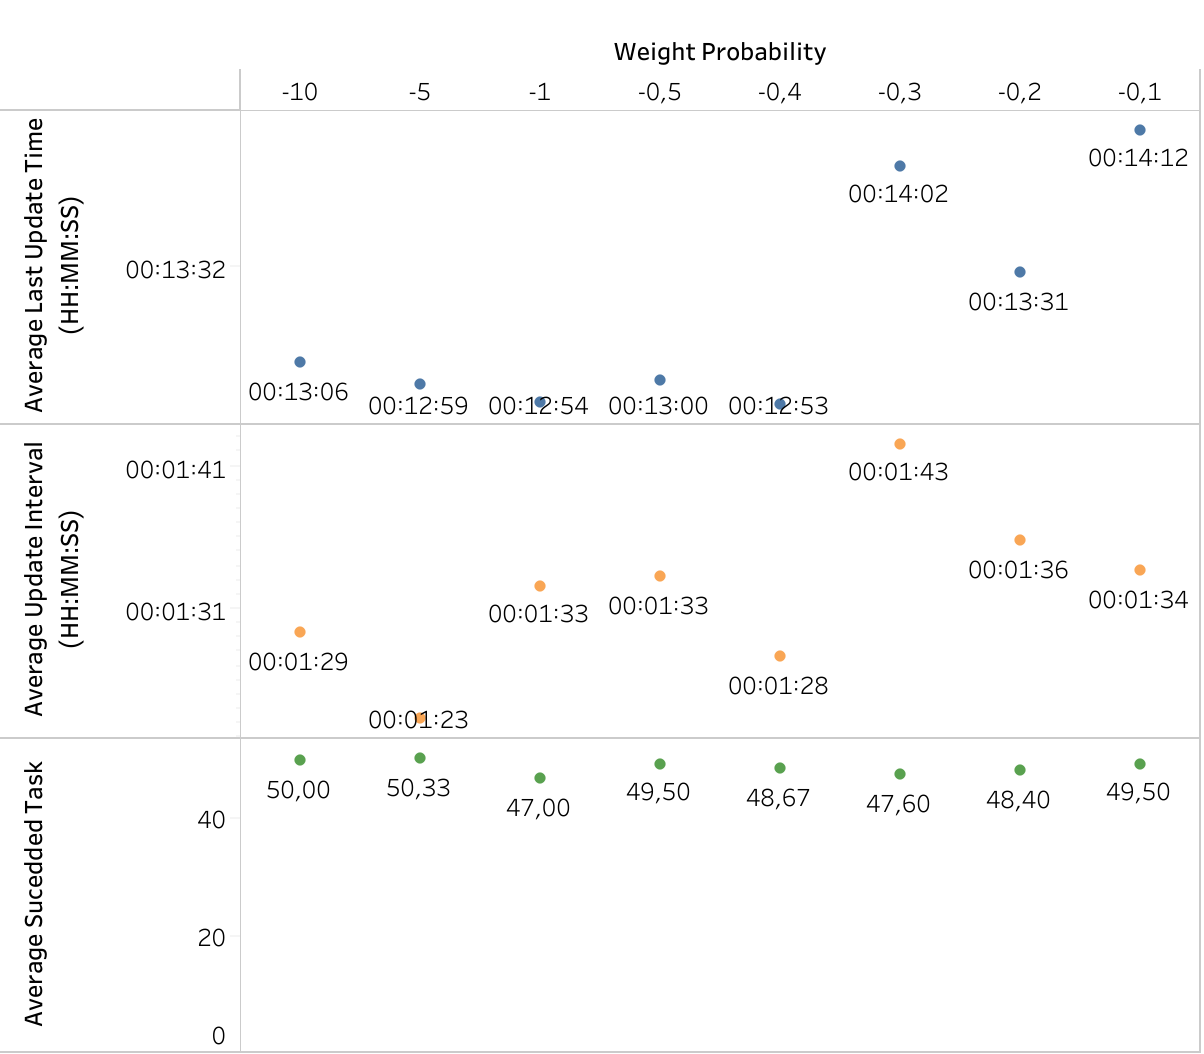 Weight Probability
-10 -5 -1 -0,5 -0,4 -0,3 -0,2 -0,1
Average Last Update Time
(HH:MM:SS)
00:13:32
00:13:06 00:12:59 00:12:54 00:13:00 00:12:53 00:14:02 00:13:31 00:14:12
Average Update Interval
(HH:MM:SS)
00:01:41
00:01:31
00:01:29 00:01:23 00:01:33 00:01:33 00:01:28 00:01:43 00:01:36 00:01:34
Average Sucedded Task
40
20
0
50,00 50,33 47,00 49,50 48,67 47,60 48,40 49,50